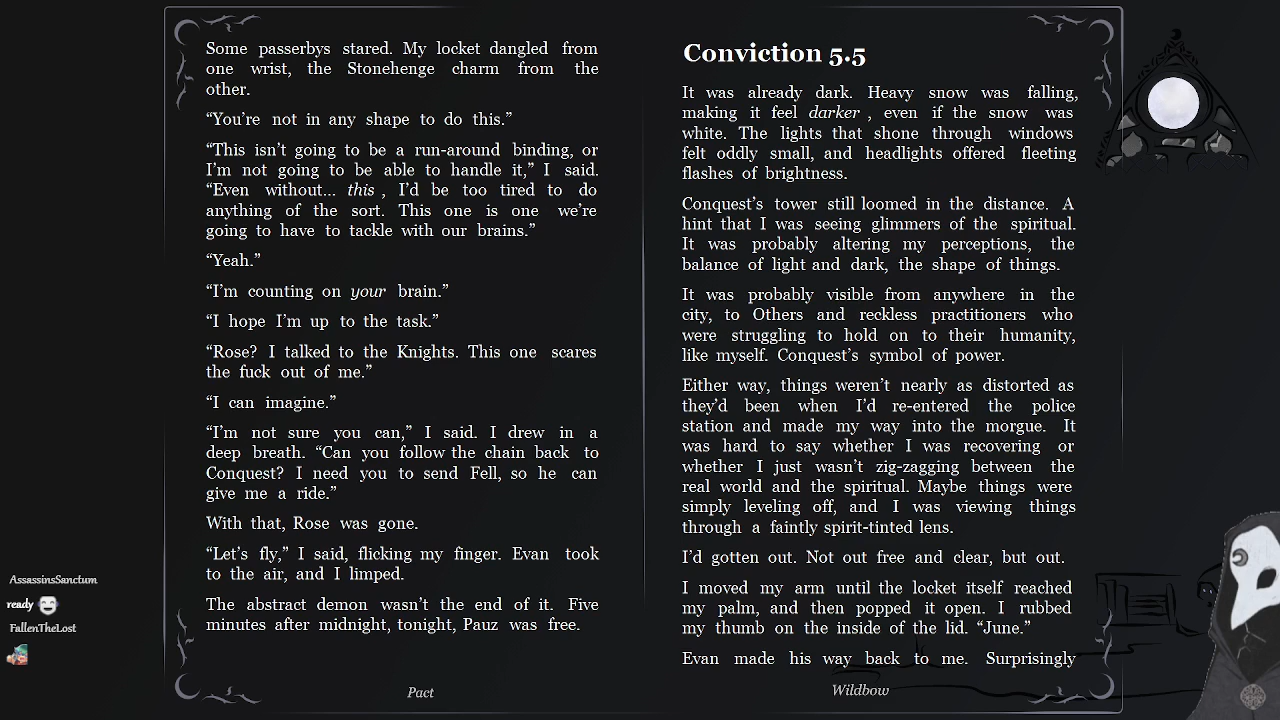 Some passerbys stared. My locket dangled from
one wrist, the Stonehenge charm from the
other.
“You’re not in any shape to do this.”
“This isn’t going to be a run-around binding, or
I’m not going to be able to handle it,” I said.
“Even without... this , I’d be too tired to do
anything of the sort. This one is one we’re
going to have to tackle with our brains.”
“Yeah.”
“I’m counting on your brain.”
“I hope I’m up to the task.”
“Rose? I talked to the Knights. This one scares
the fuck out of me.”
“I can imagine.”
“I’m not sure you can,” I said. I drew in a
deep breath. “Can you follow the chain back to
Conquest? I need you to send Fell, so he can
give me a ride.”
With that, Rose was gone.
“Let’s fly,” I said, flicking my finger. Evan took
to the air, and I limped.
The abstract demon wasn’t the end of it. Five
minutes after midnight, tonight, Pauz was free.
Pact
Conviction 5.5
It was already dark. Heavy snow was falling,
making it feel darker , even if the snow was
white. The lights that shone through windows
felt oddly small, and headlights offered fleeting
flashes of brightness.
Conquest’s tower still loomed in the distance. A
hint that I was seeing glimmers of the spiritual.
It was probably altering my perceptions, the
balance of light and dark, the shape of things.
It was probably visible from anywhere in the
city, to Others and reckless practitioners who
were struggling to hold on to their humanity,
like myself. Conquest’s symbol of power.
Either way, things weren’t nearly as distorted as
they’d been when I’d re-entered the police
station and made my way into the morgue. It
was hard to say whether I was recovering or
whether I just wasn’t zig-zagging between the
real world and the spiritual. Maybe things were
simply leveling off, and I was viewing things
through a faintly spirit-tinted lens.
I’d gotten out. Not out free and clear, but out.
I moved my arm until the locket itself reached
my palm, and then popped it open. I rubbed
my thumb on the inside of the lid. “June.”
Evan made his way back to me. Surprisingly
Wildbow
AssassinsSanctum
ready
FallenTheLost